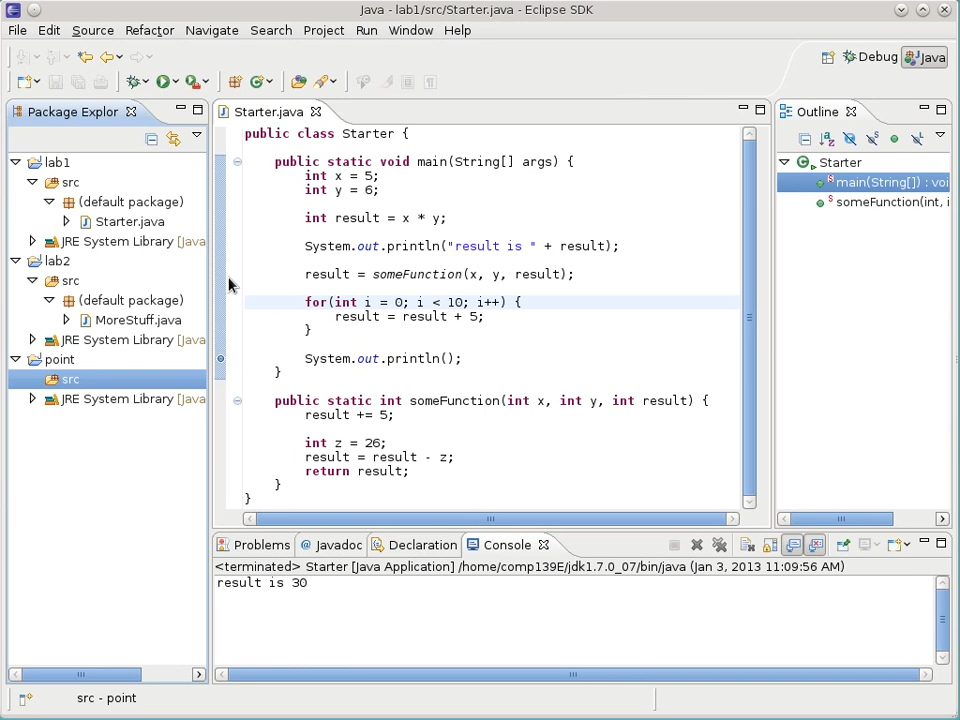 Java - lab1/src/Starter.java - Eclipse SDK
File Edit Source Refactor Navigate Search Project Run Window Help
Debug Java
Package Explor
lab1
src
(default package)
Starter.java
JRE System Library [Java
lab2
src
(default package)
MoreStuff.java
JRE System Library [Java
point
src
JRE System Library [Java
Starter.java
public class Starter {
public static void main(String[] args) {
int x = 5;
int y = 6;
int result = x * y;
System.out.println("result is " + result);
result = someFunction(x, y, result);
for(int i = 0; i < 10; i++) {
result = result + 5;
}
System.out.println();
}
public static int someFunction(int x, int y, int result) {
result += 5;
int z = 26;
result = result - z;
return result;
}
}
Outline
Starter
main(String[]) : voi
someFunction(int, i
Problems @ Javadoc Declaration Console
<terminated> Starter [Java Application] /home/comp139E/jdk1.7.0_07/bin/java (Jan 3, 2013 11:09:56 AM)
result is 30
src - point